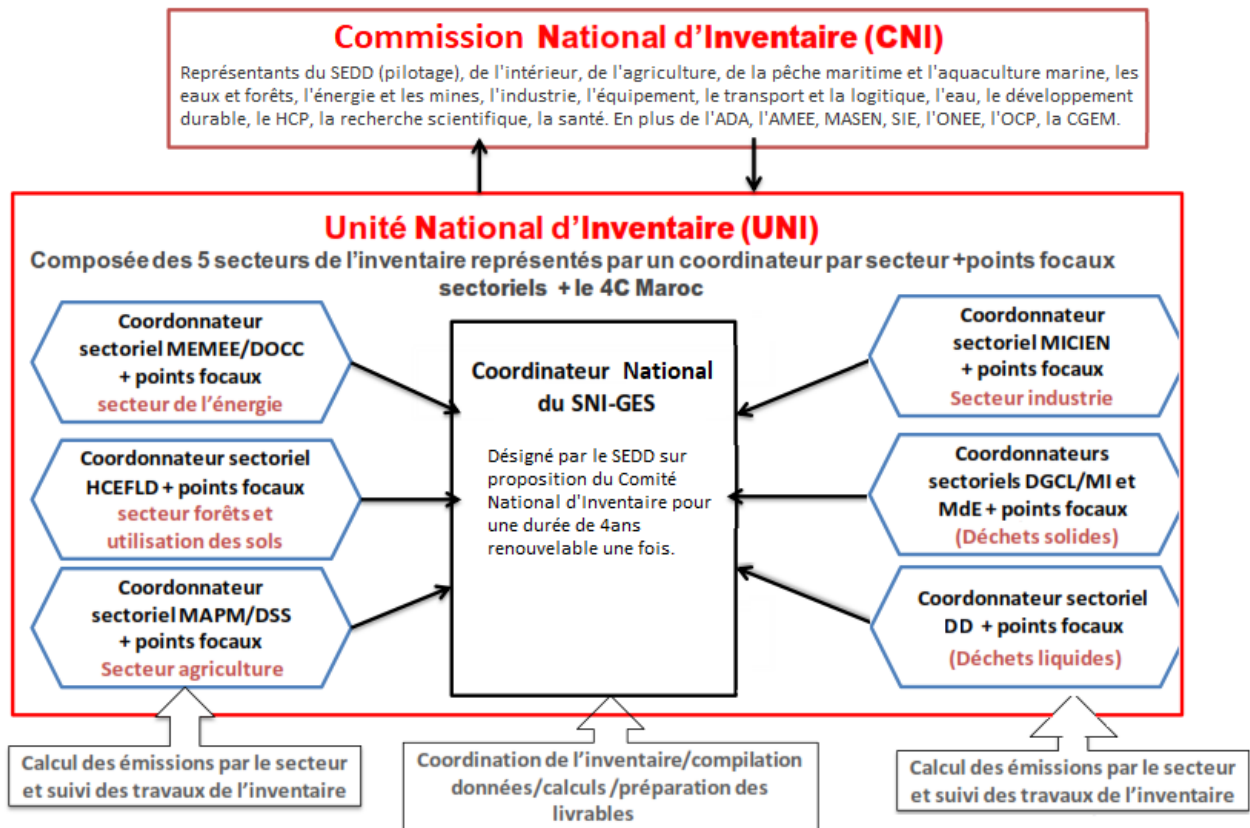 Commission National d'Inventaire (CNI)
Représentants du SEDD (pilotage), de l'intérieur, de l'agriculture, de la pêche maritime et l'aquaculture marine, les
eaux et forêts, l'énergie et les mines, l'industrie, l'équipement, le transport et la logitique, l'eau, le développement
durable, le HCP, la recherche scientifique, la santé. En plus de l'ADA, l'AMEE, MASEN, SIE, l'ONEE, l'OCP, la CGEM.
Unité National d'Inventaire (UNI)
Composée des 5 secteurs de l'inventaire représentés par un coordinateur par secteur +points focaux
sectoriels + le 4C Maroc
Coordonnateur
sectoriel MEMEE/DOCC
+ points focaux
secteur de l'énergie
Coordonnateur sectoriel
HCEFLD + points focaux
secteur forêts et
utilisation des sols
Coordonnateur
sectoriel MAPM/DSS
+ points focaux
Secteur agriculture
Coordinateur National
du SNI-GES
Désigné par le SEDD sur
proposition du Comité
National d'Inventaire pour
une durée de 4ans
renouvelable une fois.
Coordonnateur
sectoriel MICIEN
+ points focaux
Secteur industrie
Coordonnateurs
sectoriels DGCL/MI et
MdE + points focaux
(Déchets solides)
Coordonnateur sectoriel
DD + points focaux
(Déchets liquides)
Calcul des émissions par le secteur
et suivi des travaux de l'inventaire
Coordination de l'inventaire/compilation
données/calculs /préparation des
livrables
Calcul des émissions par le secteur
et suivi des travaux de l'inventaire